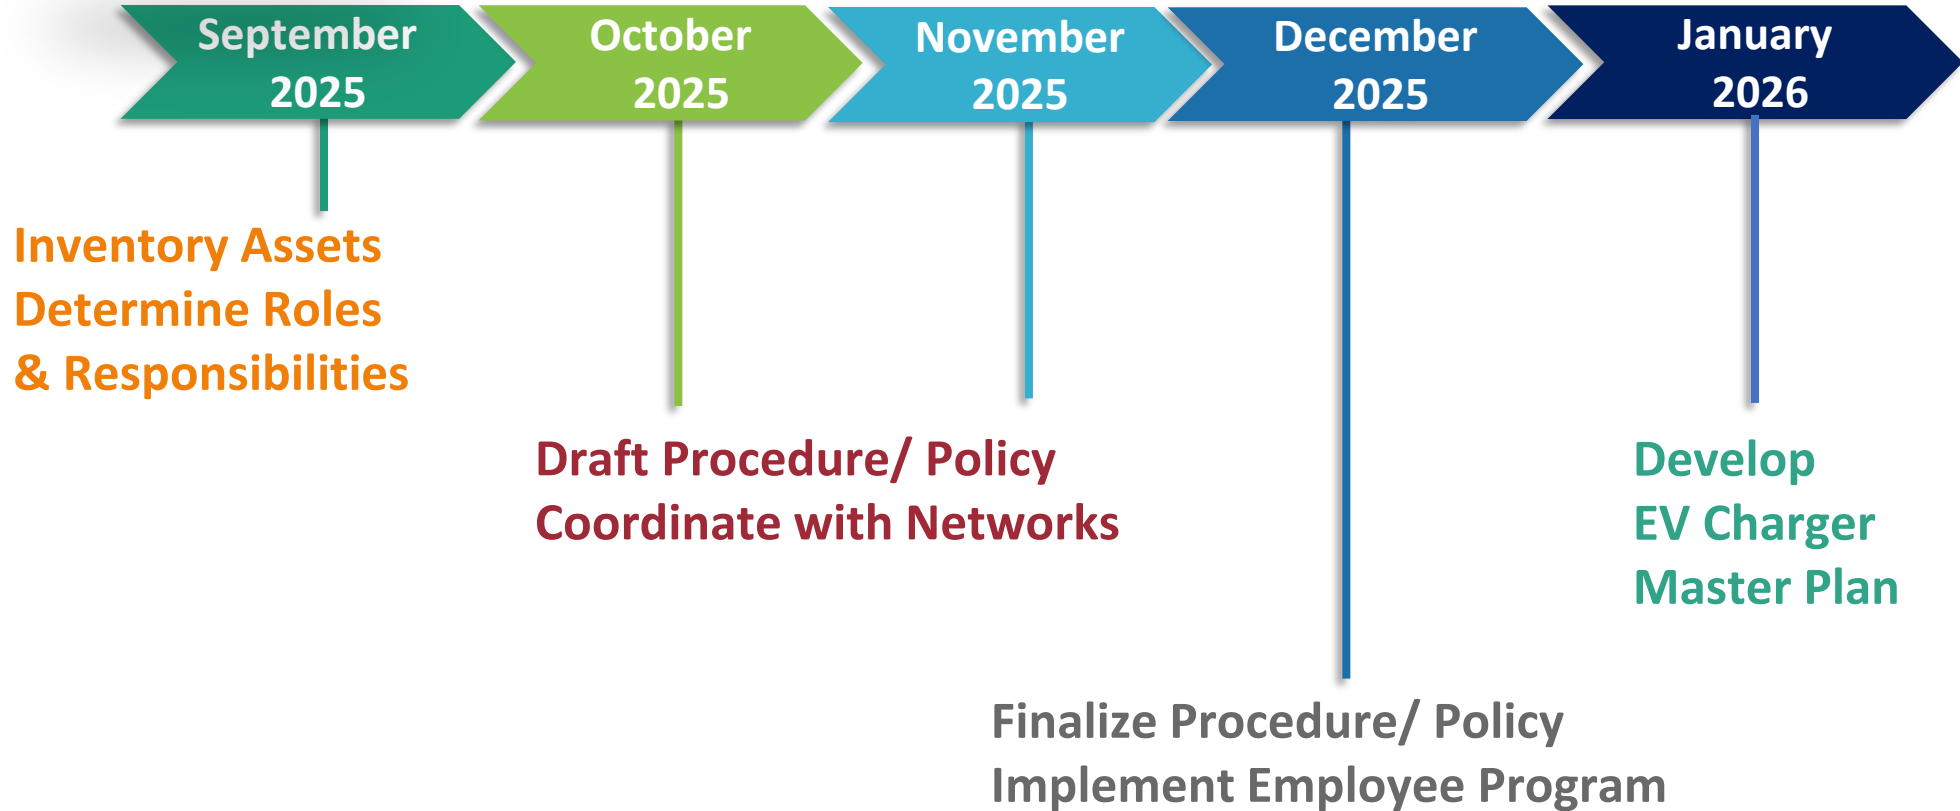 September
2025
October
2025
November
2025
December
2025
January
2026
Inventory Assets
Determine Roles
& Responsibilities
Draft Procedure/ Policy
Coordinate with Networks
Develop
EV Charger
Master Plan
Finalize Procedure/ Policy
Implement Employee Program